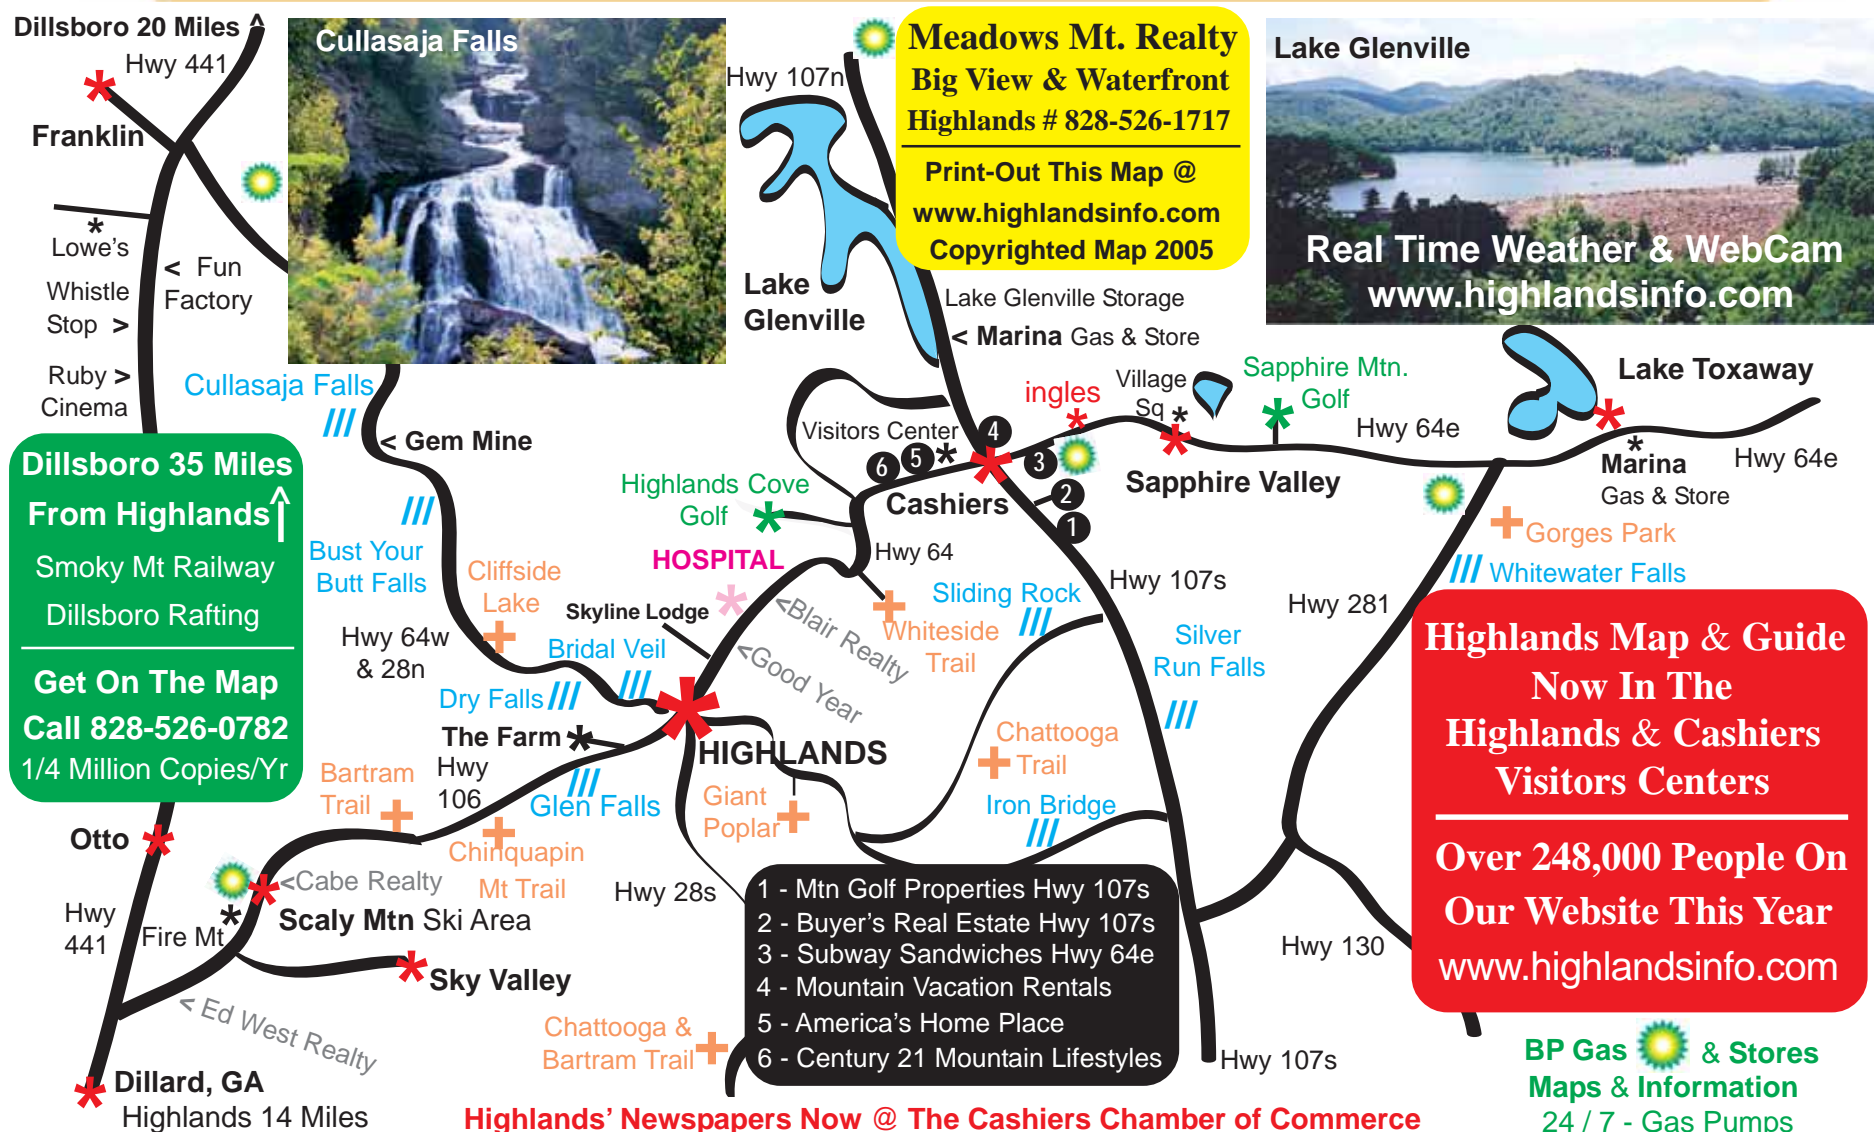 Dillsboro 20 Miles ^
Hwy 441
Franklin
*
Lowe's
< Fun
Factory
Whistle
Stop >
Ruby >
Cinema
Cullasaja Falls
Cullasaja Falls
< Gem Mine
Dillsboro 35 Miles
From Highlands
Smoky Mt Railway
Dillsboro Rafting
Get On The Map
Call 828-526-0782
1/4 Million Copies/Yr
Bust Your
Butt Falls
Cliffside
Lake
Hwy 64w
& 28n
Bridal Veil
Dry Falls
The Farm *
Hwy
106
Bartram
Trail
Glen Falls
Chinquapin
Mt Trail
Otto
<Cabe Realty
Scaly Mtn Ski Area
Hwy
441
Fire Mt
Sky Valley
< Ed West Realty
Dillard, GA
Highlands 14 Miles
Hwy 107n
Meadows Mt. Realty
Big View & Waterfront
Highlands # 828-526-1717
Print-Out This Map @
www.highlandsinfo.com
Copyrighted Map 2005
Lake Glenville
Real Time Weather & WebCam
www.highlandsinfo.com
Lake
Glenville
Lake Glenville Storage
< Marina Gas & Store
ingles
Village
Sq *
Sapphire Mtn.
Golf
Lake Toxaway
Hwy 64e
Marina
Gas & Store
Hwy 64e
Visitors Center
6 5 * 4 3 2 1
Cashiers
Sapphire Valley
Highlands Cove
Golf
HOSPITAL
Hwy 64
Skyline Lodge
<Blair Realty
<Good Year
Whiteside
Trail
Sliding Rock
Hwy 107s
Silver
Run Falls
Hwy 281
Gorges Park
Whitewater Falls
HIGHLANDS
Giant
Poplar
Chattooga
Trail
Iron Bridge
Hwy 28s
1 - Mtn Golf Properties Hwy 107s
2 - Buyer's Real Estate Hwy 107s
3 - Subway Sandwiches Hwy 64e
4 - Mountain Vacation Rentals
5 - America's Home Place
6 - Century 21 Mountain Lifestyles
Chattooga &
Bartram Trail
Hwy 107s
Hwy 130
Highlands Map & Guide
Now In The
Highlands & Cashiers
Visitors Centers
Over 248,000 People On
Our Website This Year
www.highlandsinfo.com
BP Gas & Stores
Maps & Information
24 / 7 - Gas Pumps
Highlands' Newspapers Now @ The Cashiers Chamber of Commerce